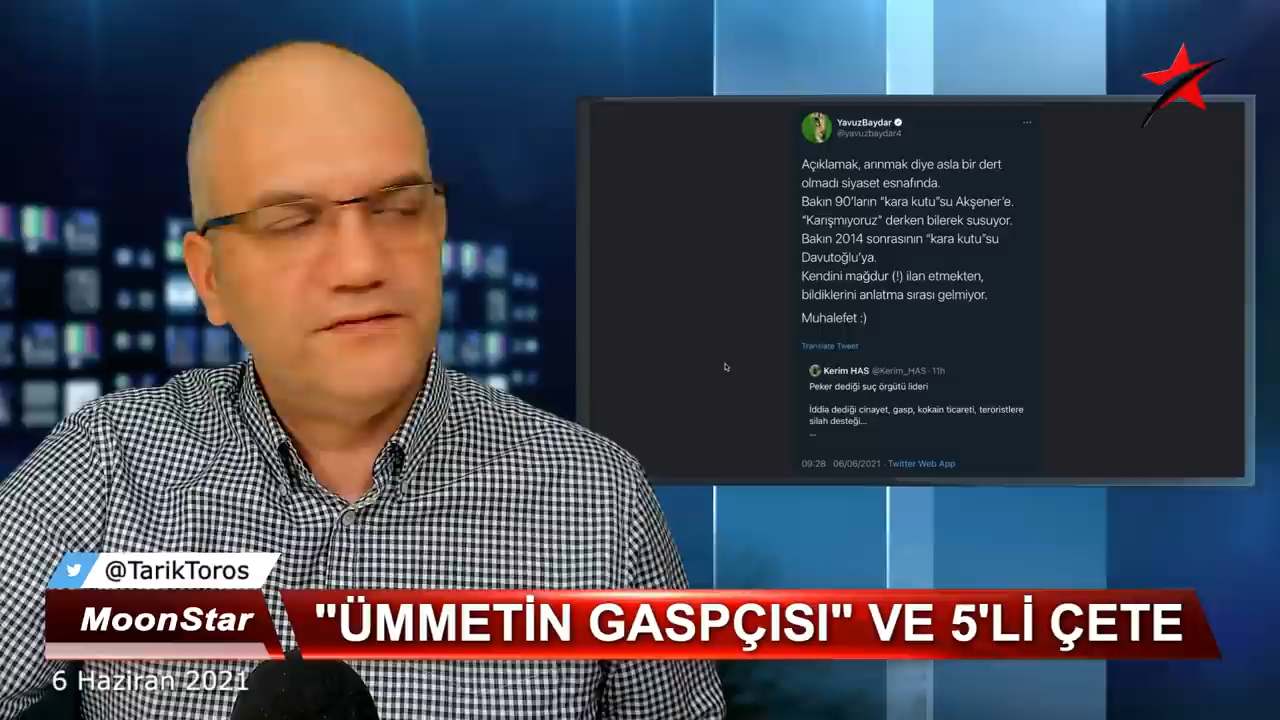 YavuzBaydar
@yavuzbaydar4
Açıklamak, arınmak diye asla bir dert
olmadı siyaset esnafında.
Bakın 90'ların "kara kutu"su Akşener'e.
"Karışmıyoruz" derken bilerek susuyor.
Bakın 2014 sonrasının "kara kutu"su
Davutoğlu'ya.
Kendini mağdur (!) ilan etmekten,
bildiklerini anlatma sırası gelmiyor.
Muhalefet :)
Translate Tweet
Kerim HAS @Kerim_HAS · 11h
Peker dediği suç örgütü lideri
İddia dediği cinayet, gasp, kokain ticareti, teröristlere
silah desteği...
...
09:28 06/06/2021 · Twitter Web App
@TarikToros
MoonStar
"ÜMMETİN GASPÇISI" VE 5'Lİ ÇETE
6 Haziran 2021